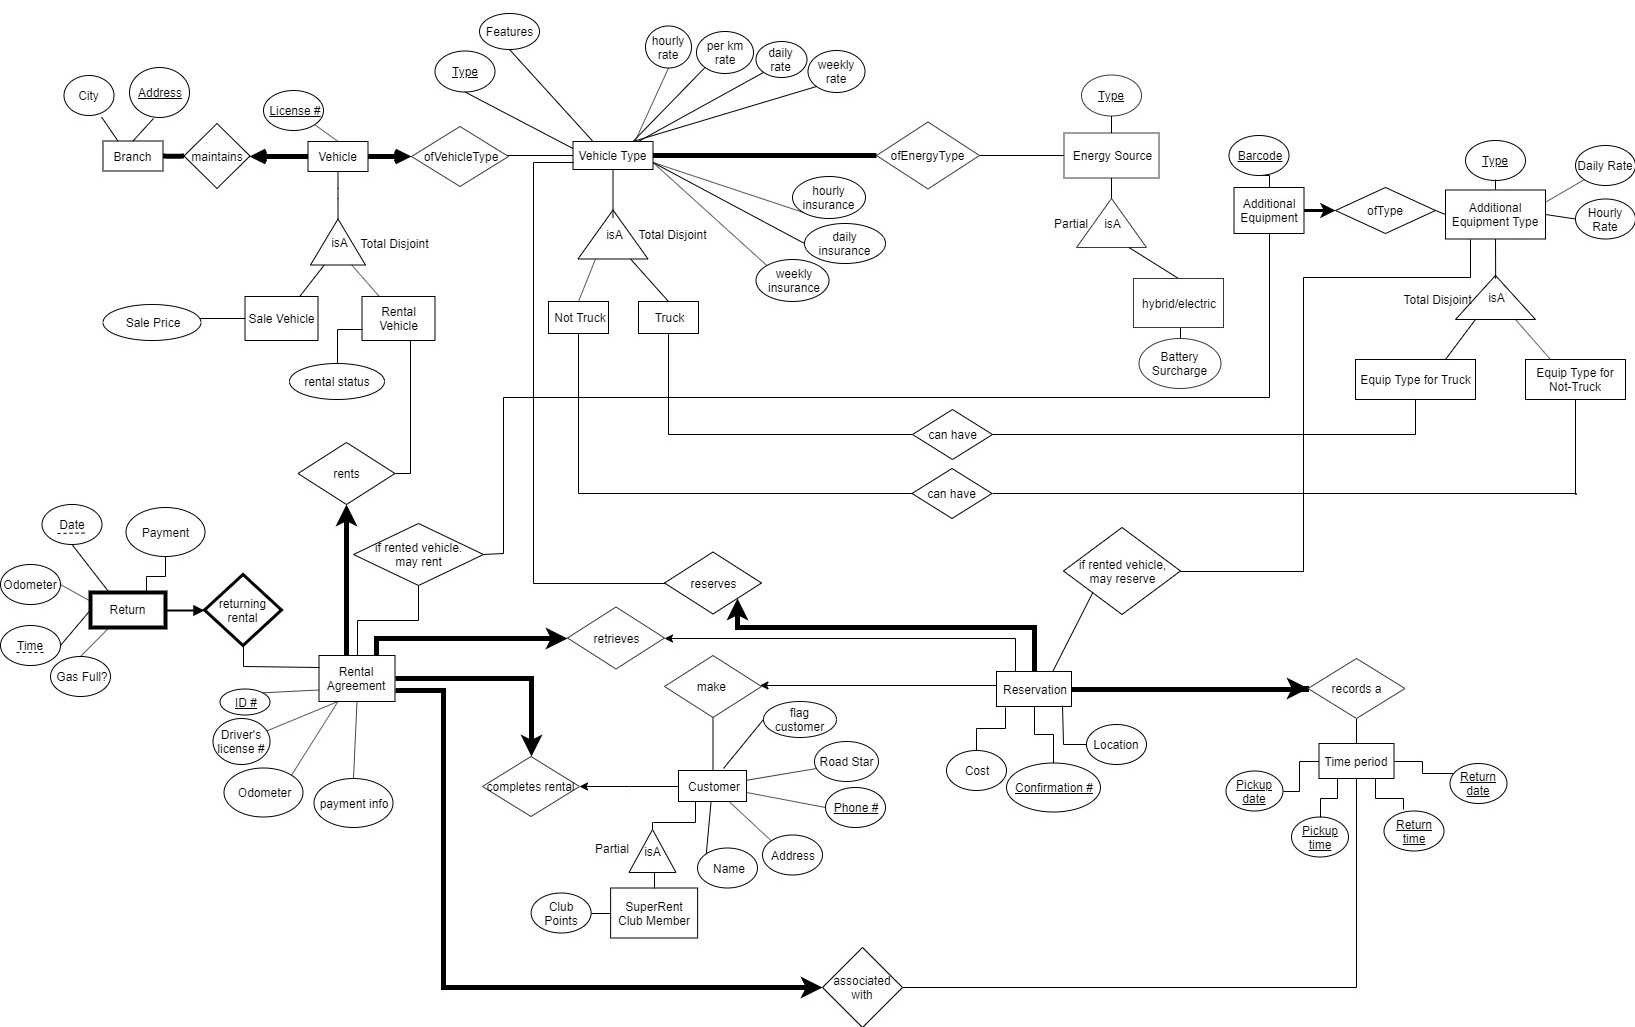 Features
hourly
rate
per km
rate
daily
rate
weekly
rate
Type
City
Address
License #
Type
Branch
maintains
Vehicle
ofVehicleType
Vehicle Type
ofEnergyType
Energy Source
Barcode
Type
Daily Rate
Additional
Equipment
ofType
Additional
Equipment Type
Hourly
Rate
hourly
insurance
daily
insurance
weekly
insurance
isA
Total Disjoint
isA
Total Disjoint
Partial
isA
Sale Price
Sale Vehicle
Rental
Vehicle
rental status
Not Truck
Truck
hybrid/electric
Battery
Surcharge
Total Disjoint
isA
Equip Type for Truck
Equip Type for
Not-Truck
can have
can have
rents
Date
Payment
Odometer
Return
Time
Gas Full?
returning
rental
if rented vehicle.
may rent
reserves
if rented vehicle,
may reserve
retrieves
Rental
Agreement
ID #
Driver's
license #
Odometer
payment info
make
Reservation
records a
flag
customer
Road Star
Phone #
Customer
completes rental
Cost
Confirmation #
Location
Time period
Pickup
date
Pickup
time
Return
time
Return
date
Partial
isA
Name
Address
Club
Points
SuperRent
Club Member
associated
with